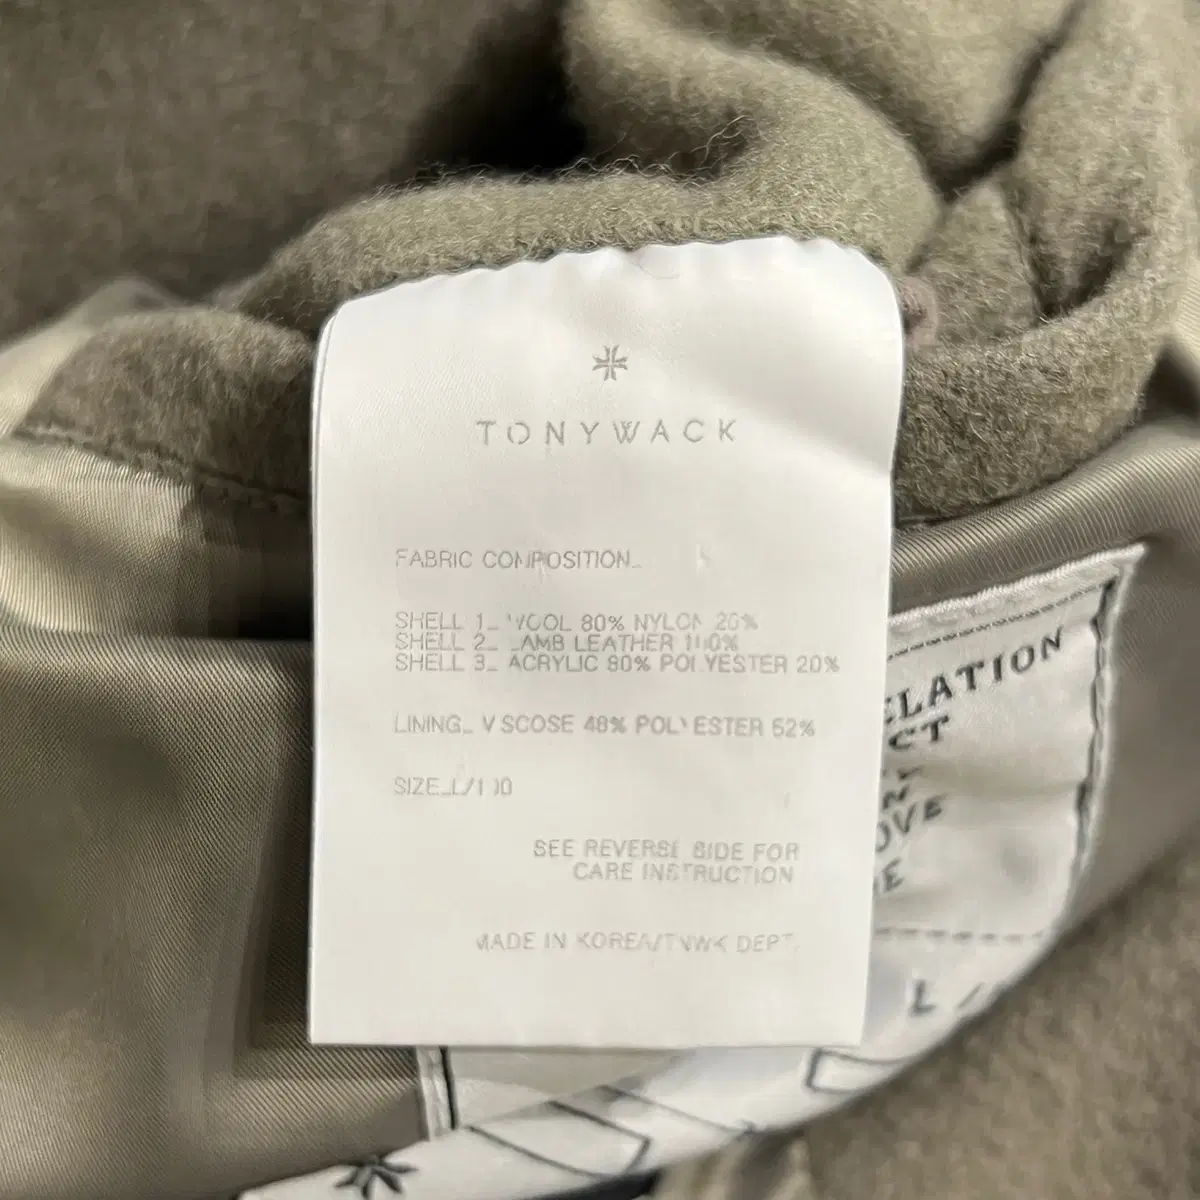 TONYWACK
FABRIC COMPOSITION_
SHELL 1_ WOOL 80% NYLON 20%
SHELL 2_ LAMB LEATHER 100%
SHELL 3_ ACRYLIC 80% POLYESTER 20%
LINING_ VISCOSE 48% POLYESTER 52%
SIZE_L/100
SEE REVERSE SIDE FOR
CARE INSTRUCTION
MADE IN KOREA/TNWK DEPT.
ELATION
CT
OVE
L /